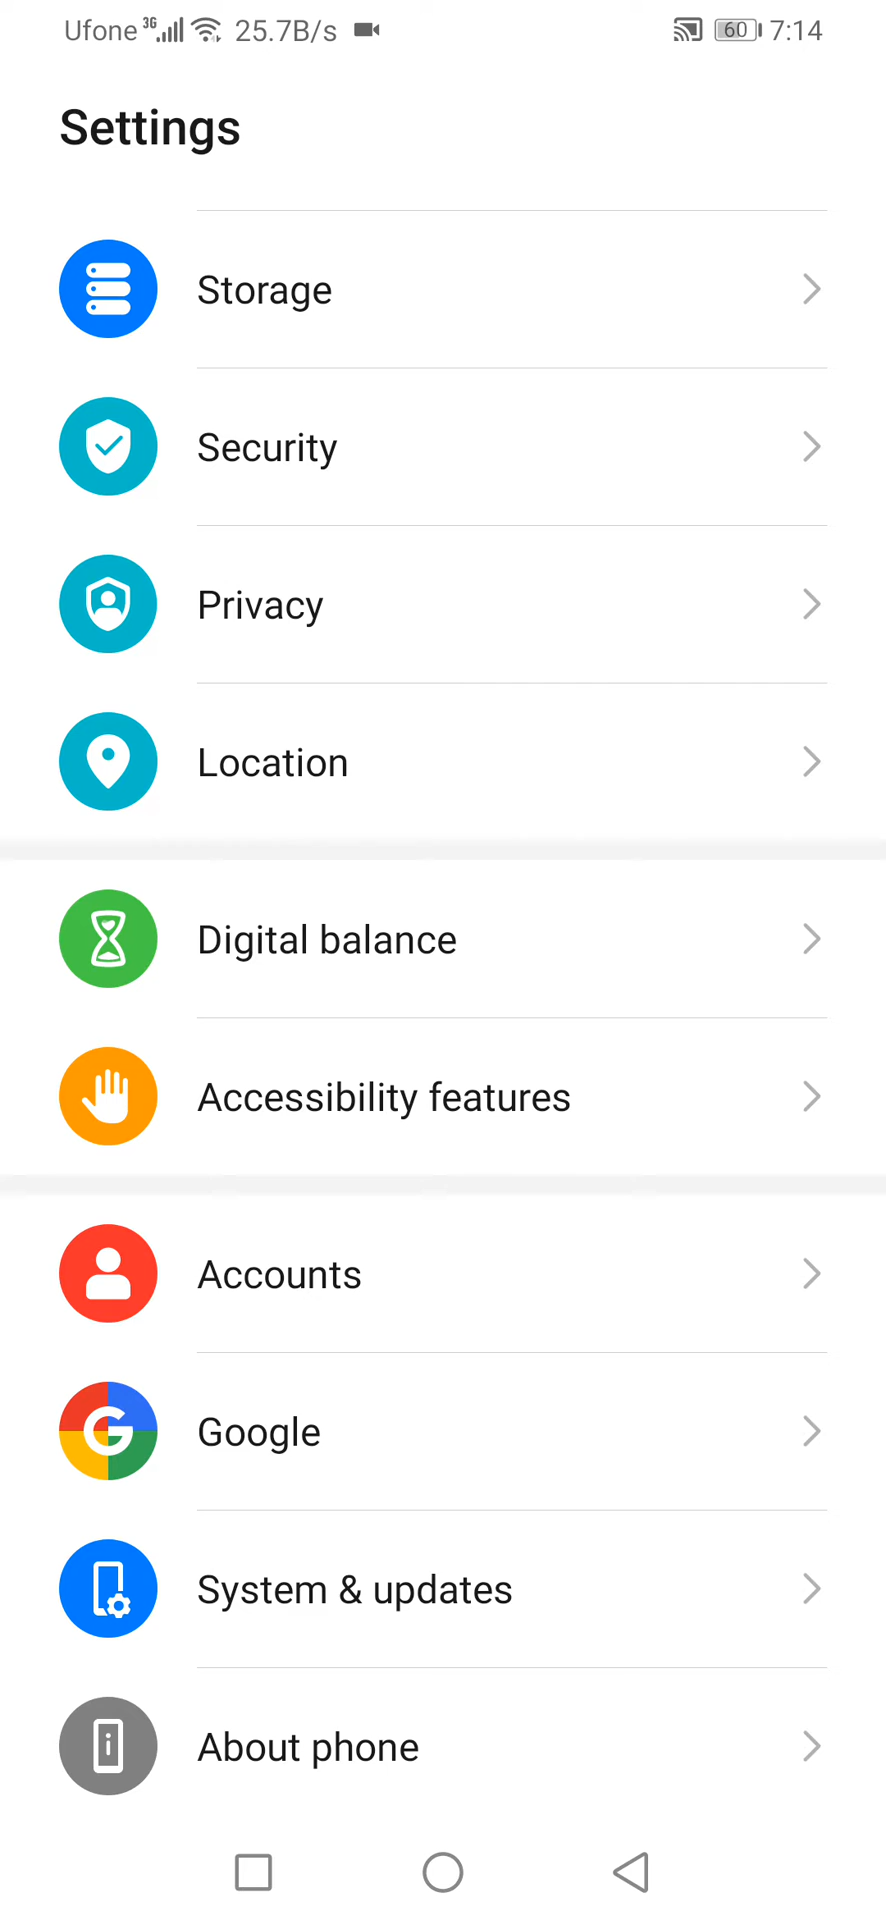 Ufone 3G 25.7B/s 60 7:14
Settings
Storage
Security
Privacy
Location
Digital balance
Accessibility features
Accounts
Google
System & updates
About phone